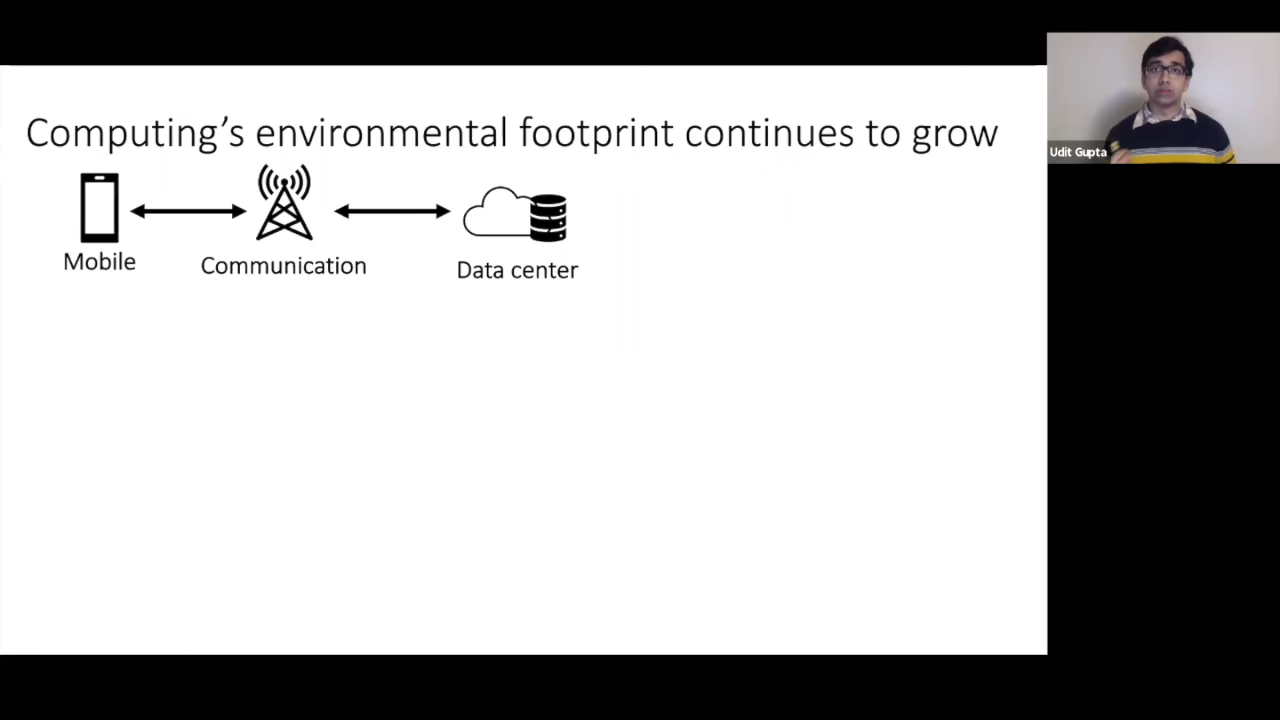 Computing’s environmental footprint continues to grow
Mobile
Communication
Data center
Udit Gupta